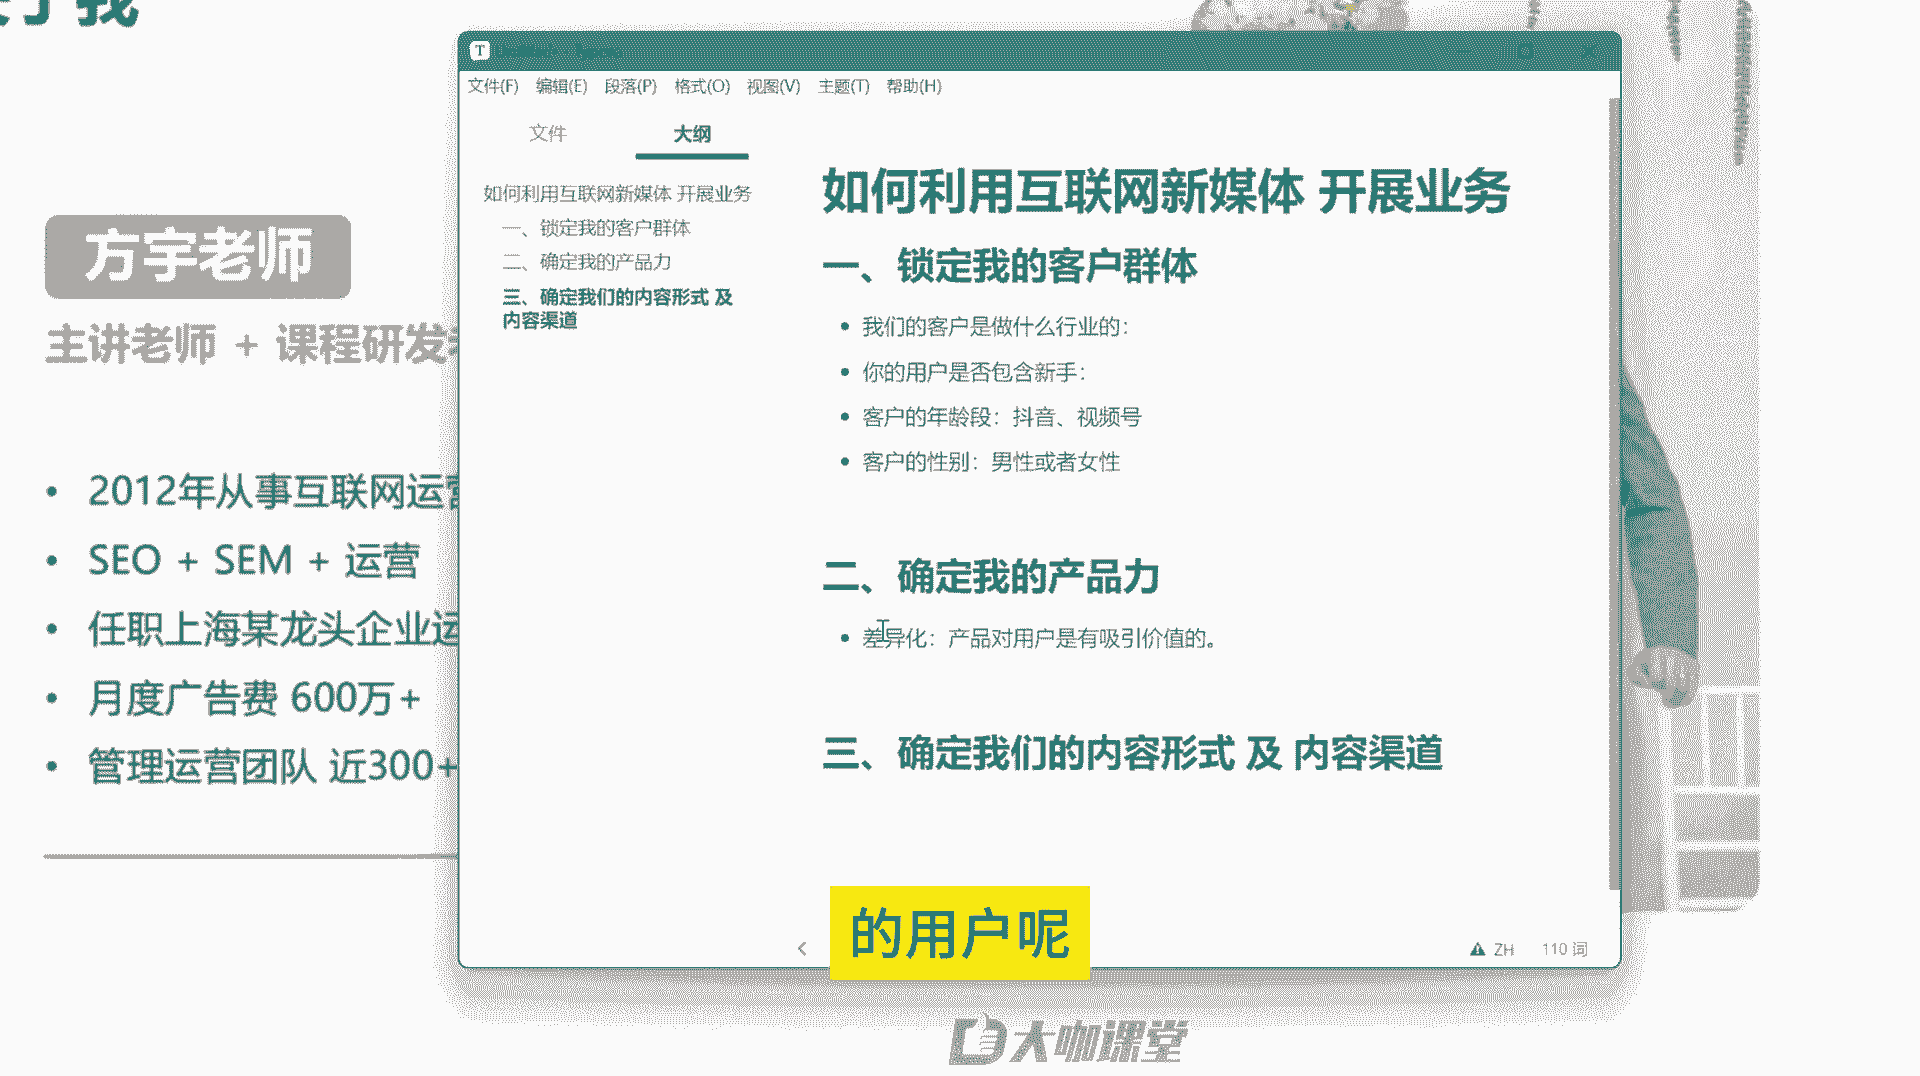 方宇老师
主讲老师 + 课程研发
2012年从事互联网运营
SEO + SEM + 运营
任职上海某龙头企业运
月度广告费 600万+
管理运营团队 近300+
T
文件(F) 编辑(E) 段落(P) 格式(O) 视图(V) 主题(T) 帮助(H)
文件 大纲
如何利用互联网新媒体 开展业务
一、锁定我的客户群体
二、确定我的产品力
三、确定我们的内容形式 及
内容渠道
如何利用互联网新媒体 开展业务
一、锁定我的客户群体
我们的客户是做什么行业的：
你的用户是否包含新手：
客户的年龄段：抖音、视频号
客户的性别：男性或者女性
二、确定我的产品力
差异化：产品对用户是有吸引价值的。
三、确定我们的内容形式 及 内容渠道
的用户呢
ZH 110 词
大咖课堂